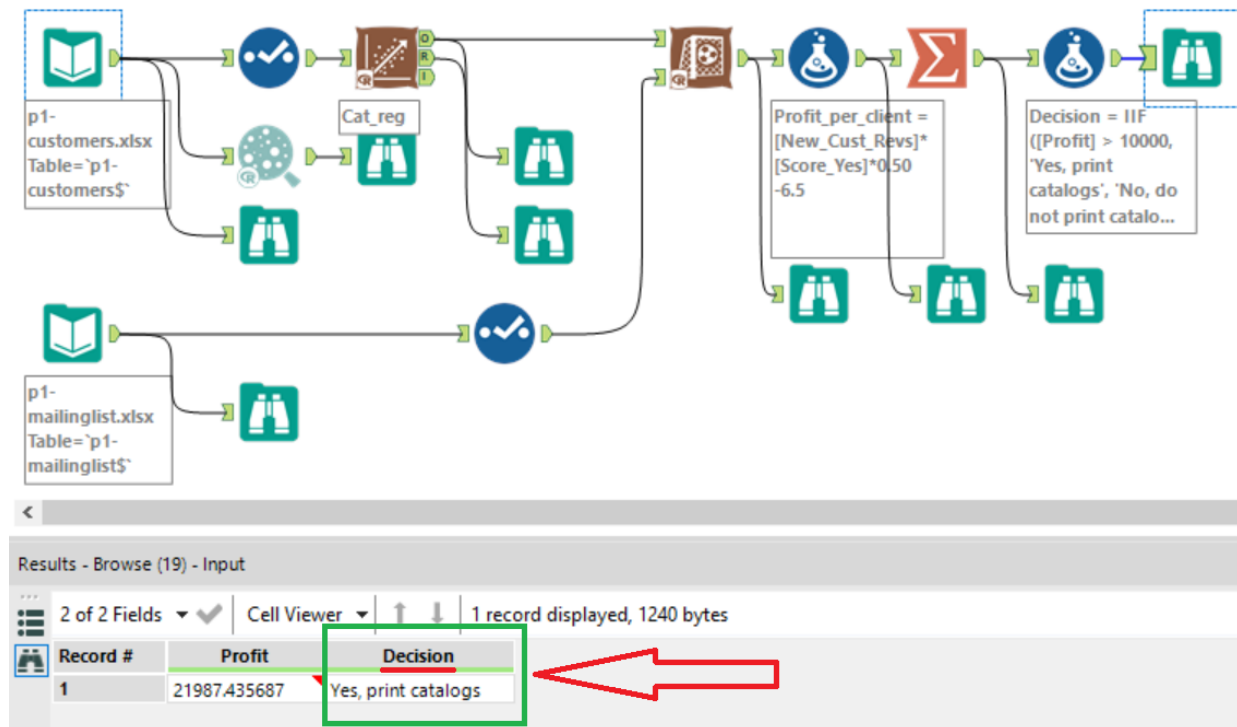 O
R
I
R
R
R
p1-
customers.xlsx
Table=`p1-
customers$`
Cat_reg
Profit_per_client =
[New_Cust_Revs]*
[Score_Yes]*0.50
-6.5
Decision = IIF
([Profit] > 10000,
'Yes, print
catalogs', 'No, do
not print catalo...
p1-
mailinglist.xlsx
Table=`p1-
mailinglist$`
Results - Browse (19) - Input
2 of 2 Fields Cell Viewer 1 record displayed, 1240 bytes
Record # Profit Decision
1 21987.435687 Yes, print catalogs